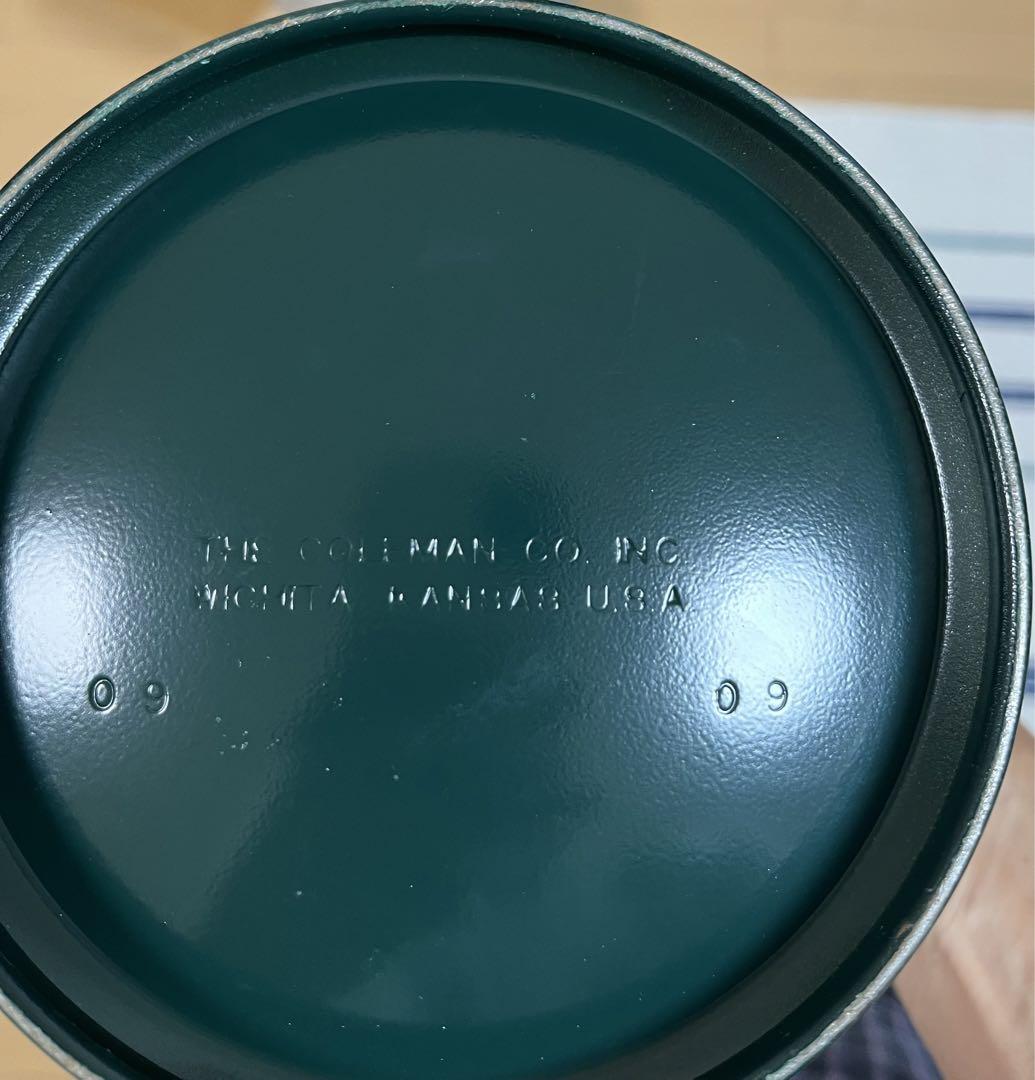 THE COLEMAN CO. INC
WICHITA KANSAS U.S.A
09 09